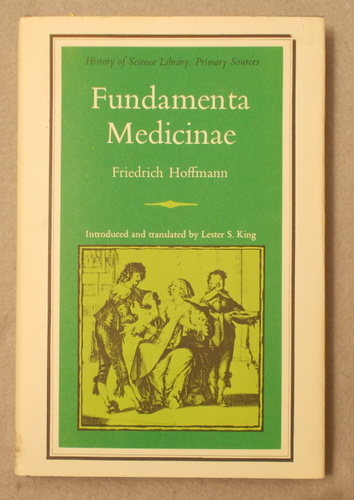 History of Science Library: Primary Sources
Fundamenta
Medicinae
Friedrich Hoffmann
Introduced and translated by Lester S. King